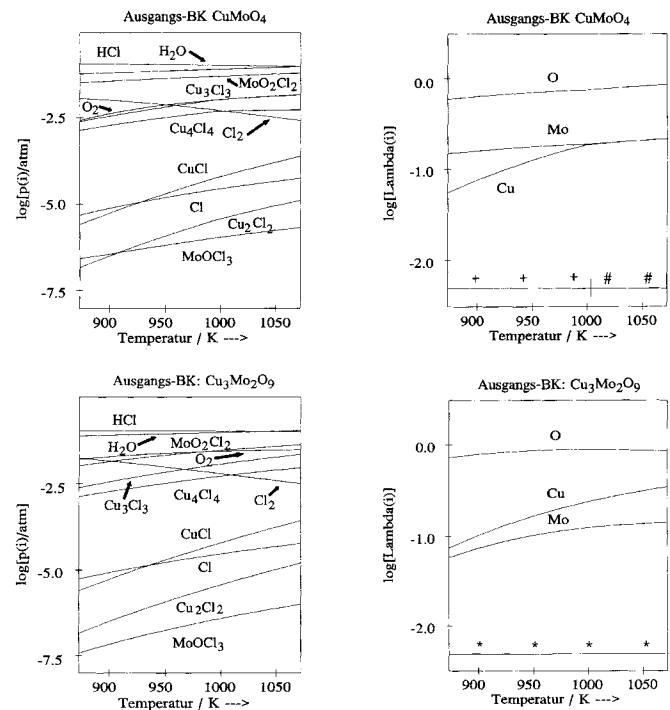 Ausgangs-BK CuMoO4
HCl
H2O
MoO2Cl2
Cu3Cl3
O2
Cu4Cl4
Cl2
CuCl
Cl
Cu2Cl2
MoOCl3
log[p(i)/atm]
-2.5
-5.0
-7.5
900 950 1000 1050
Temperatur / K --->
Ausgangs-BK CuMoO4
O
Mo
Cu
+ + + # #
log[Lambda(i)]
0.0
-1.0
-2.0
900 950 1000 1050
Temperatur / K --->
Ausgangs-BK: Cu3Mo2O9
HCl
H2O
MoO2Cl2
O2
Cu3Cl3
Cu4Cl4
Cl2
CuCl
Cl
Cu2Cl2
MoOCl3
log[p(i)/atm]
-2.5
-5.0
-7.5
900 950 1000 1050
Temperatur / K --->
Ausgangs-BK: Cu3Mo2O9
O
Cu
Mo
* * * *
log[Lambda(i)]
0.0
-1.0
-2.0
900 950 1000 1050
Temperatur / K --->